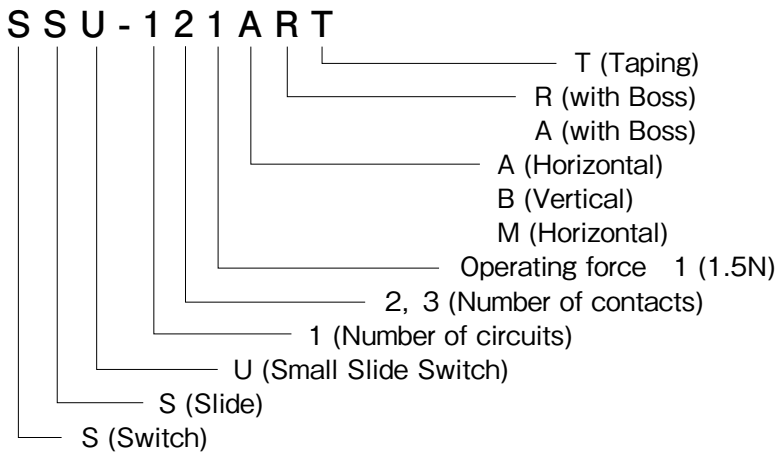 SSU-121ART
T (Taping)
R (with Boss)
A (with Boss)
A (Horizontal)
B (Vertical)
M (Horizontal)
Operating force 1 (1.5N)
2, 3 (Number of contacts)
1 (Number of circuits)
U (Small Slide Switch)
S (Slide)
S (Switch)